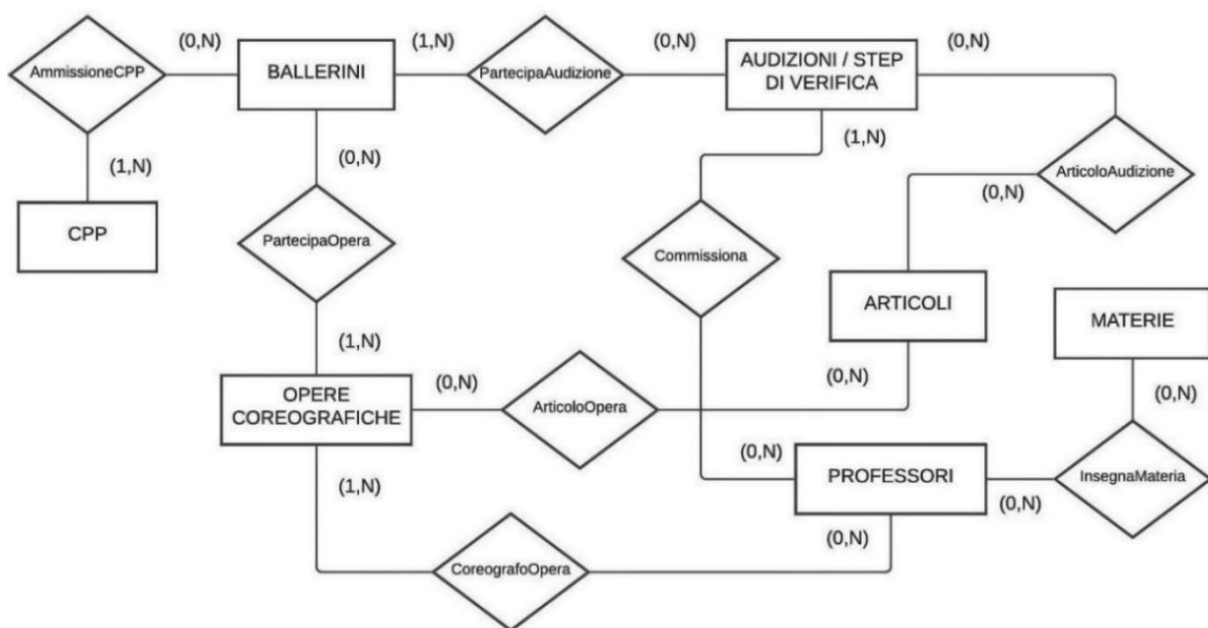 (0,N)
(1,N)
(0,N)
(0,N)
AmmissioneCPP
BALLERINI
PartecipaAudizione
AUDIZIONI / STEP
DI VERIFICA
(1,N)
(0,N)
(1,N)
ArticoloAudizione
(0,N)
CPP
PartecipaOpera
Commissiona
ARTICOLI
MATERIE
(1,N)
(0,N)
(0,N)
(0,N)
OPERE
COREOGRAFICHE
ArticoloOpera
(0,N)
PROFESSORI
InsegnaMateria
(1,N)
(0,N)
(0,N)
CoreografoOpera